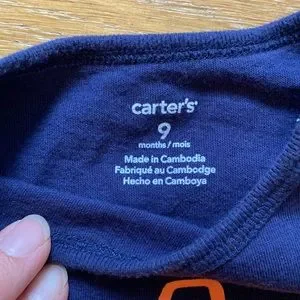 carter's®
9
months / mois
Made in Cambodia
Fabriqué au Cambodge
Hecho en Camboya